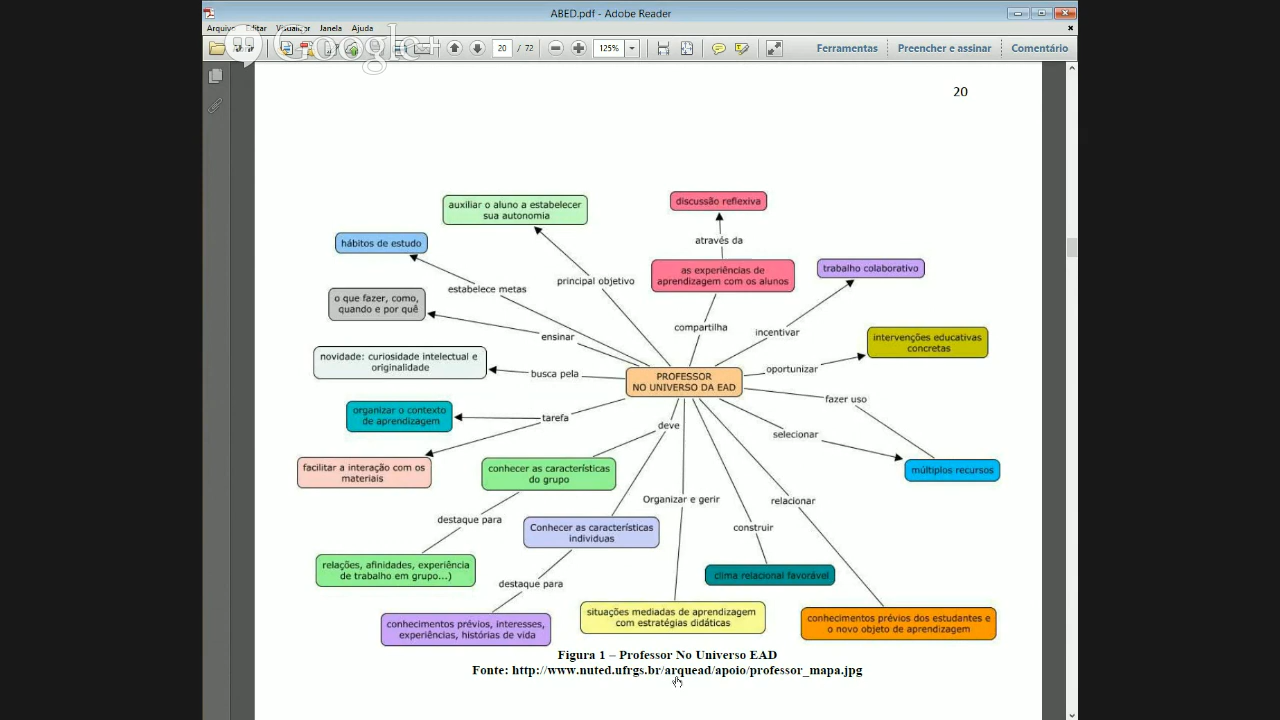 ABED.pdf - Adobe Reader
Arquivo Editar Visualizar Janela Ajuda
Google+
20 / 72
125%
Ferramentas
Preencher e assinar
Comentário
20
auxiliar o aluno a estabelecer
sua autonomia
discussão reflexiva
hábitos de estudo
através da
as experiências de
aprendizagem com os alunos
trabalho colaborativo
principal objetivo
estabelece metas
o que fazer, como,
quando e por quê
compartilha
incentivar
ensinar
intervenções educativas
concretas
novidade: curiosidade intelectual e
originalidade
busca pela
oportunizar
PROFESSOR
NO UNIVERSO DA EAD
fazer uso
organizar o contexto
de aprendizagem
tarefa
deve
selecionar
facilitar a interação com os
materiais
conhecer as características
do grupo
múltiplos recursos
Organizar e gerir
relacionar
destaque para
Conhecer as características
individuas
construir
relações, afinidades, experiência
de trabalho em grupo...)
clima relacional favorável
destaque para
conhecimentos prévios, interesses,
experiências, histórias de vida
situações mediadas de aprendizagem
com estratégias didáticas
conhecimentos prévios dos estudantes e
o novo objeto de aprendizagem
Figura 1 – Professor No Universo EAD
Fonte: http://www.nuted.ufrgs.br/arquead/apoio/professor_mapa.jpg